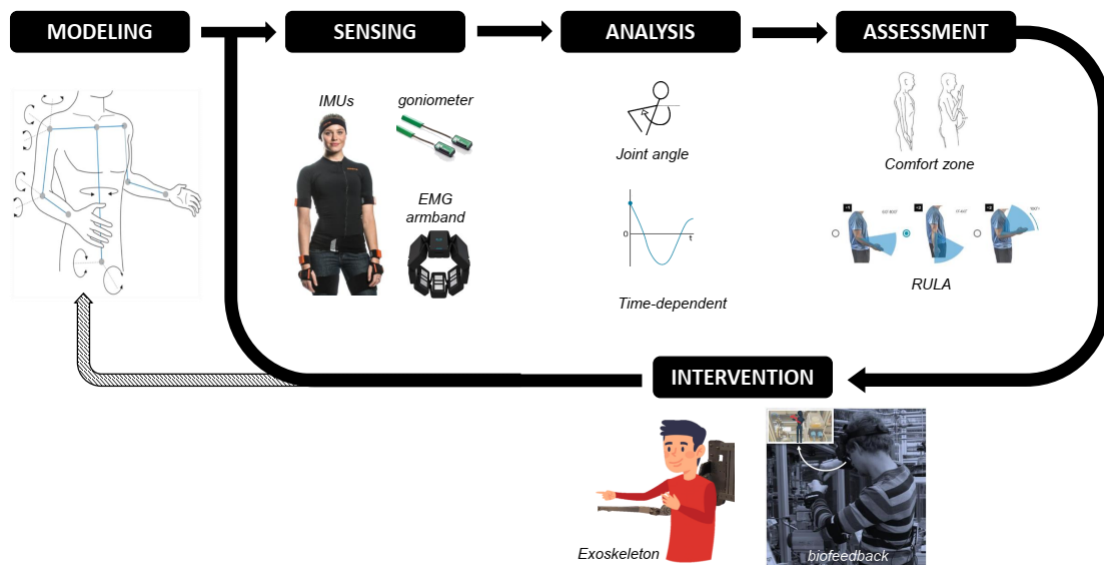 MODELING
SENSING
ANALYSIS
ASSESSMENT
IMUs
goniometer
EMG
armband
Joint angle
0
t
Time-dependent
Comfort zone
RULA
INTERVENTION
Exoskeleton
biofeedback